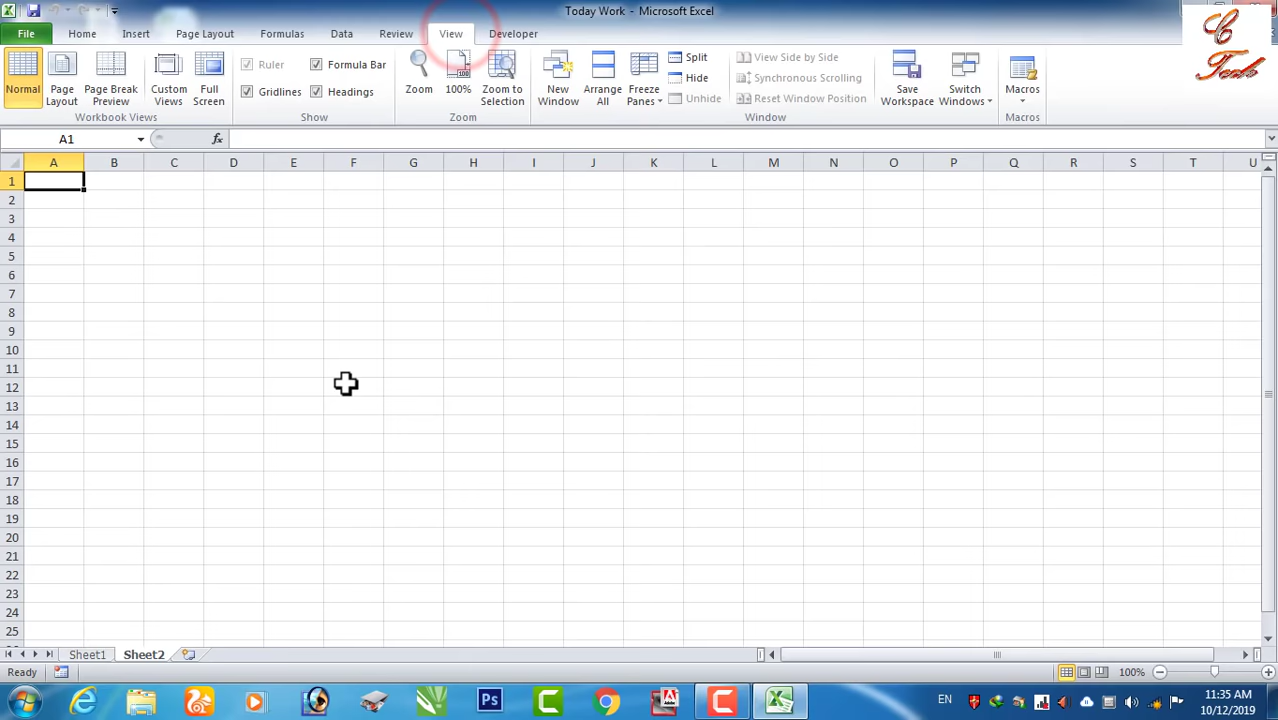 Today Work - Microsoft Excel
File Home Insert Page Layout Formulas Data Review View Developer
C
Tech
Normal Page Layout Page Break Preview Custom Views Full Screen
Workbook Views
Ruler Formula Bar
Gridlines Headings
Show
Zoom 100% Zoom to Selection
Zoom
New Window Arrange All Freeze Panes
Split
Hide
Unhide
View Side by Side
Synchronous Scrolling
Reset Window Position
Save Workspace Switch Windows
Window
Macros
Macros
A1 fx
A B C D E F G H I J K L M N O P Q R S T U
1
2
3
4
5
6
7
8
9
10
11
12
13
14
15
16
17
18
19
20
21
22
23
24
25
Sheet1 Sheet2
Ready 100%
Ps C C
EN 11:35 AM
10/12/2019